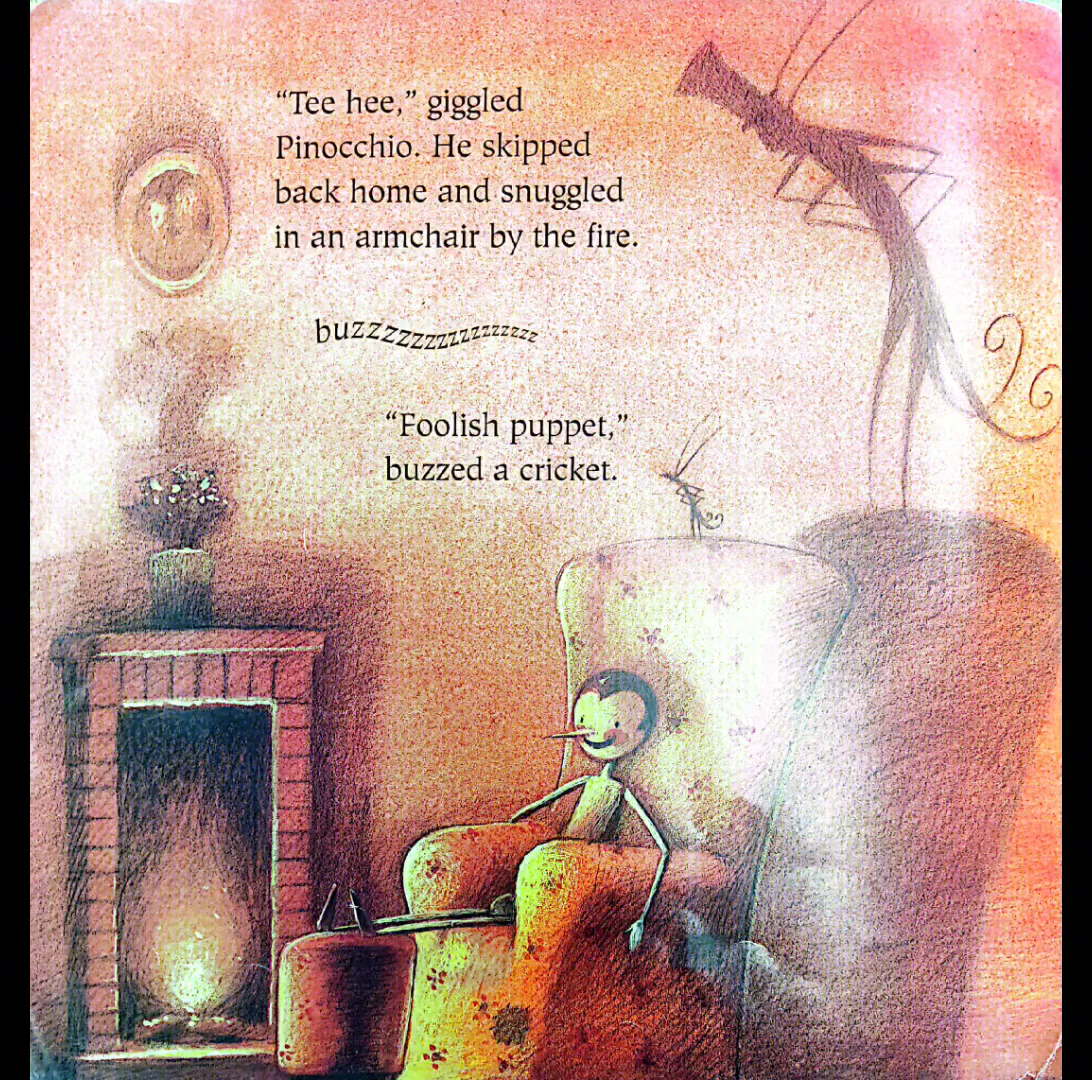 “Tee hee,” giggled
Pinocchio. He skipped
back home and snuggled
in an armchair by the fire.
buzzzzzzzzzzzzzzzzz
“Foolish puppet,”
buzzed a cricket.